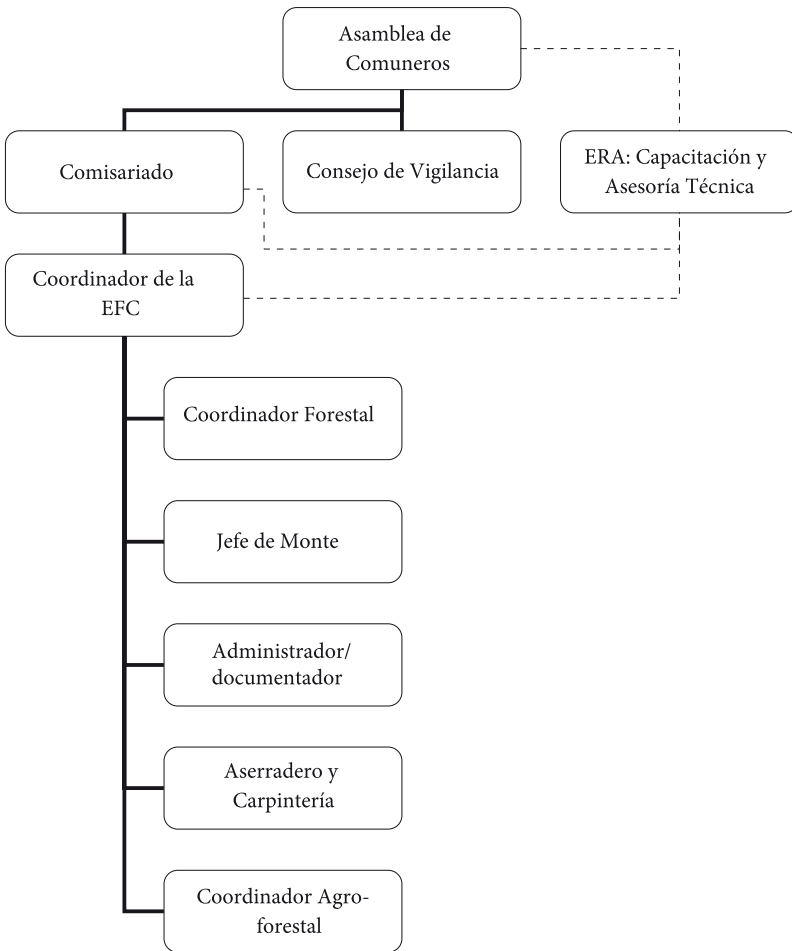 Asamblea de
Comuneros
Comisariado
Consejo de Vigilancia
ERA: Capacitación y
Asesoría Técnica
Coordinador de la
EFC
Coordinador Forestal
Jefe de Monte
Administrador/
documentador
Aserradero y
Carpintería
Coordinador Agro-
forestal